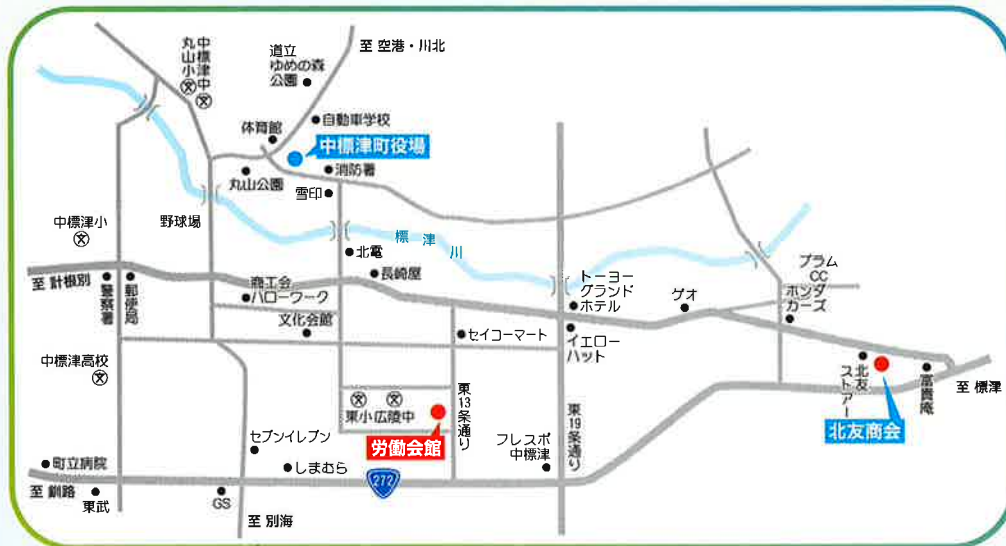 中標津中
丸山小
道立
ゆめの森
公園
至 空港・川北
自動車学校
体育館
中標津町役場
消防署
丸山公園
雪印
中標津小
野球場
標津川
北電
長崎屋
至 計根別
警察署
郵便局
商工会
ハローワーク
文化会館
トーヨー
グランド
ホテル
ゲオ
プラム
CC
ホンダ
カーズ
セイコーマート
イエロー
ハット
中標津高校
北友
ストアー
富貴庵
至 標津
東小
広陵中
東13条通り
東19条通り
労働会館
北友商会
セブンイレブン
フレスポ
中標津
町立病院
しまむら
272
至 釧路
東武
GS
至 別海